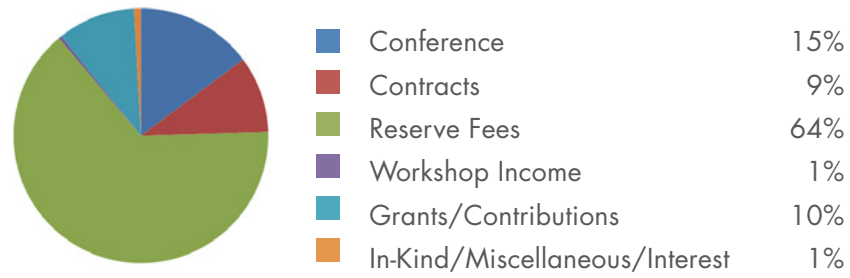 Conference 15%
Contracts 9%
Reserve Fees 64%
Workshop Income 1%
Grants/Contributions 10%
In-Kind/Miscellaneous/Interest 1%